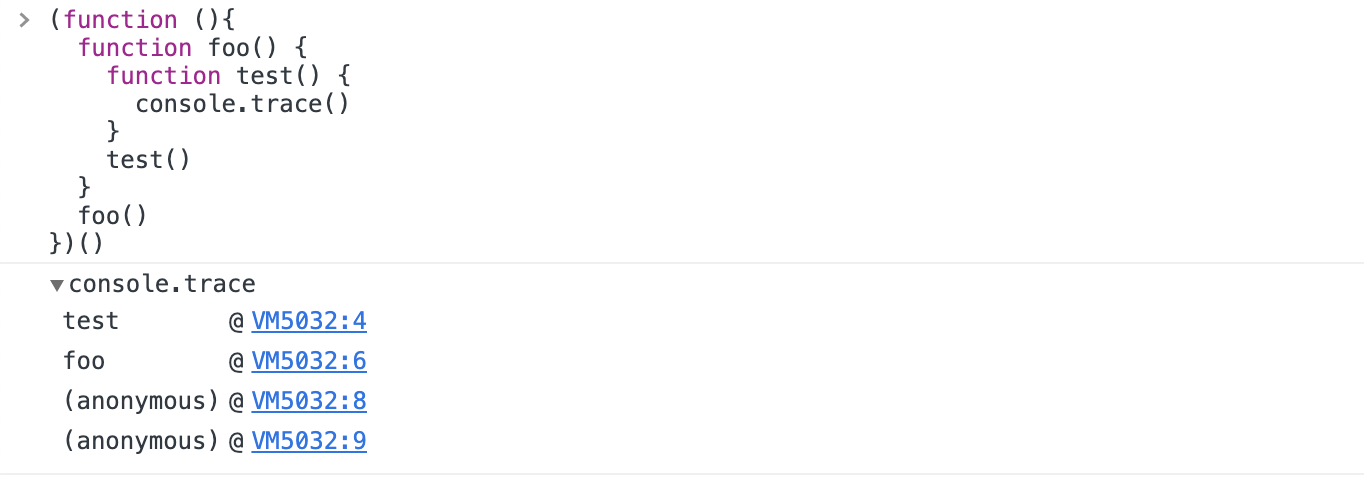 > (function (){
function foo() {
function test() {
console.trace()
}
test()
}
foo()
})()
▼console.trace
test @ VM5032:4
foo @ VM5032:6
(anonymous) @ VM5032:8
(anonymous) @ VM5032:9